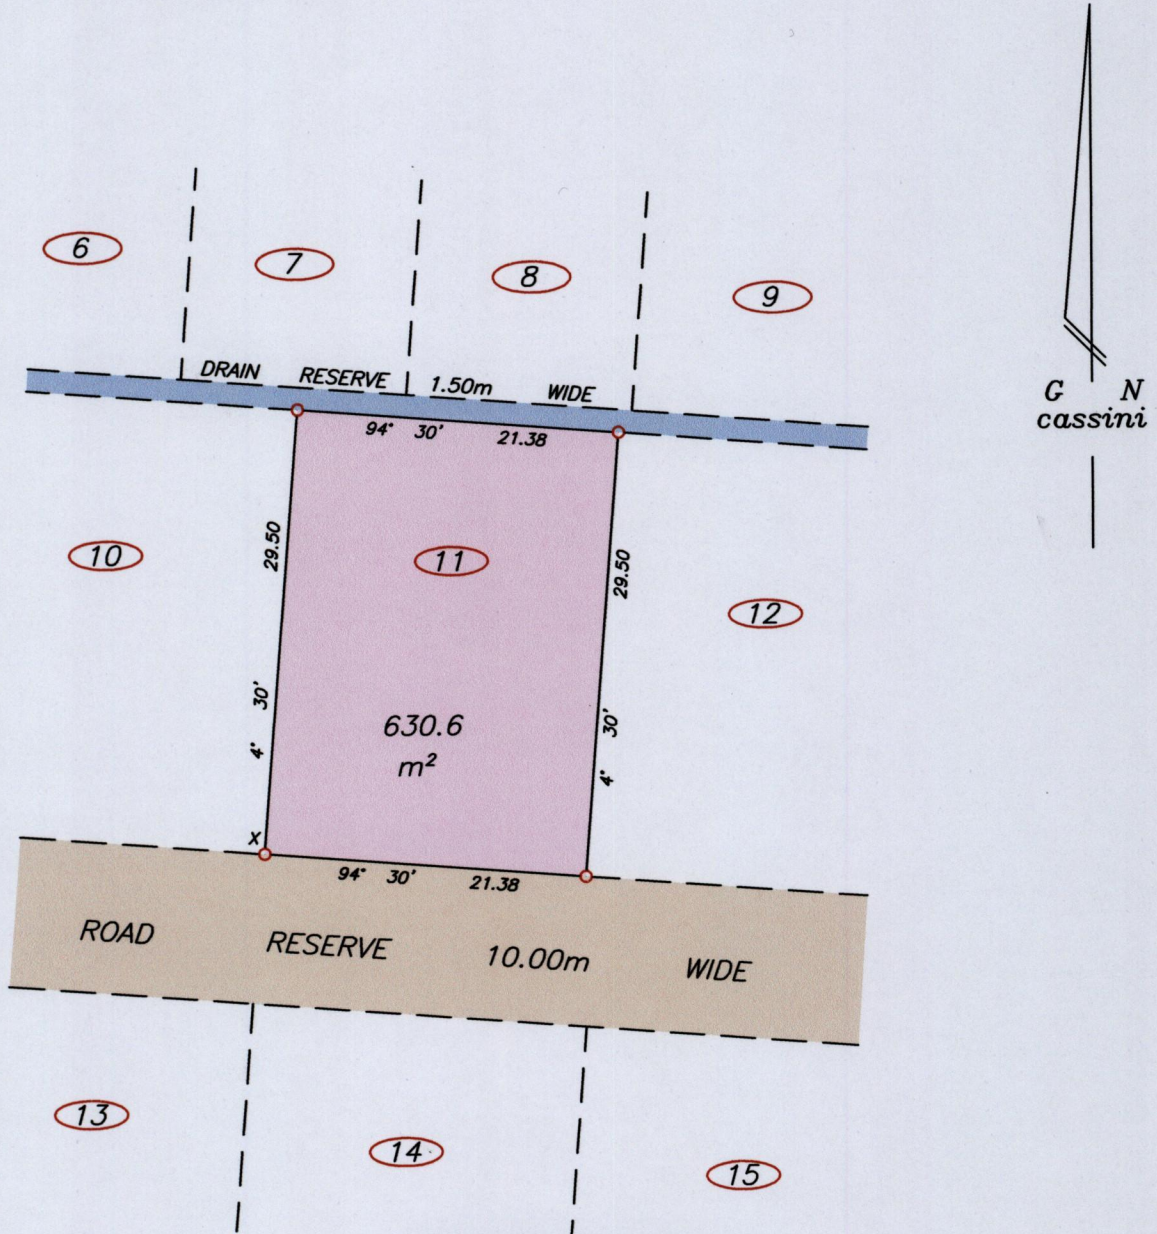 6
7
8
9
DRAIN RESERVE 1.50m WIDE
94° 30' 21.38
G N
cassini
29.50
29.50
10
11
12
4° 30'
4° 30'
630.6
m²
X
94° 30' 21.38
ROAD RESERVE 10.00m WIDE
13
14
15